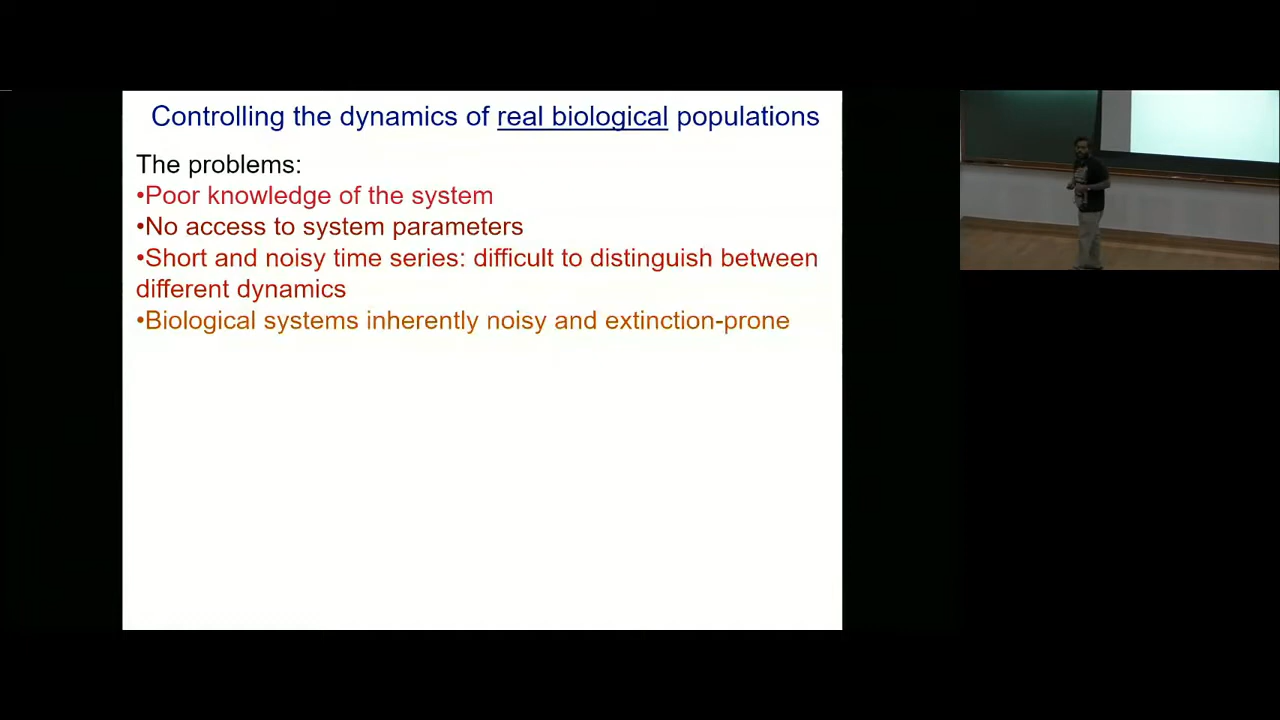 Controlling the dynamics of real biological populations
The problems:
•Poor knowledge of the system
•No access to system parameters
•Short and noisy time series: difficult to distinguish between
different dynamics
•Biological systems inherently noisy and extinction-prone